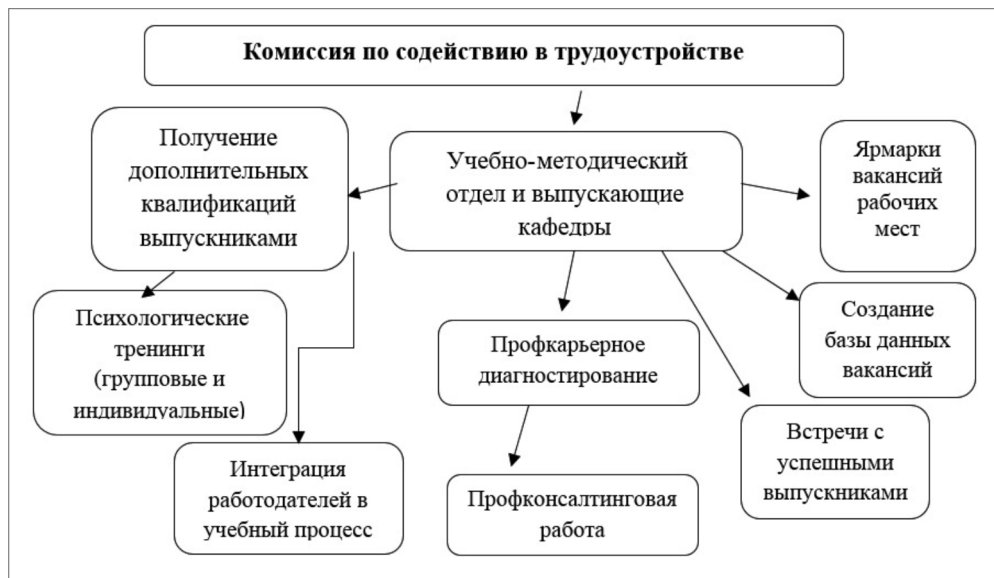 Комиссия по содействию в трудоустройстве
Получение
дополнительных
квалификаций
выпускниками
Учебно-методический
отдел и выпускающие
кафедры
Ярмарки
вакансий
рабочих
мест
Психологические
тренинги
(групповые и
индивидуальные)
Профкарьерное
диагностирование
Создание
базы данных
вакансий
Интеграция
работодателей в
учебный процесс
Профконсалтинговая
работа
Встречи с
успешными
выпускниками